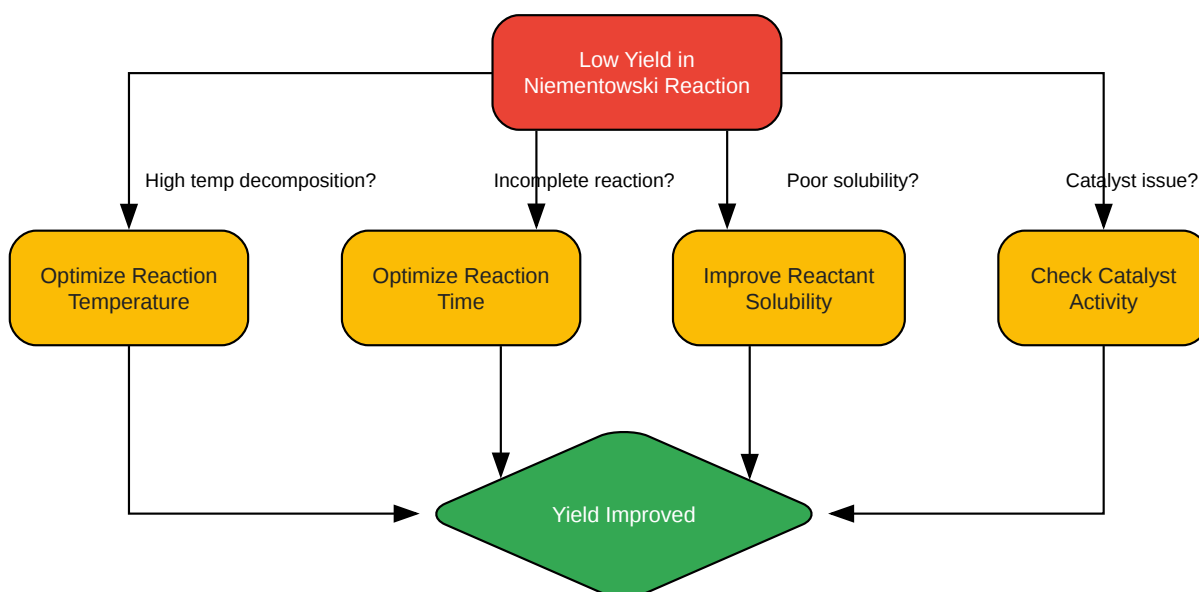 Low Yield in
Niementowski Reaction
High temp decomposition?
Incomplete reaction?
Poor solubility?
Catalyst issue?
Optimize Reaction
Temperature
Optimize Reaction
Time
Improve Reactant
Solubility
Check Catalyst
Activity
Yield Improved